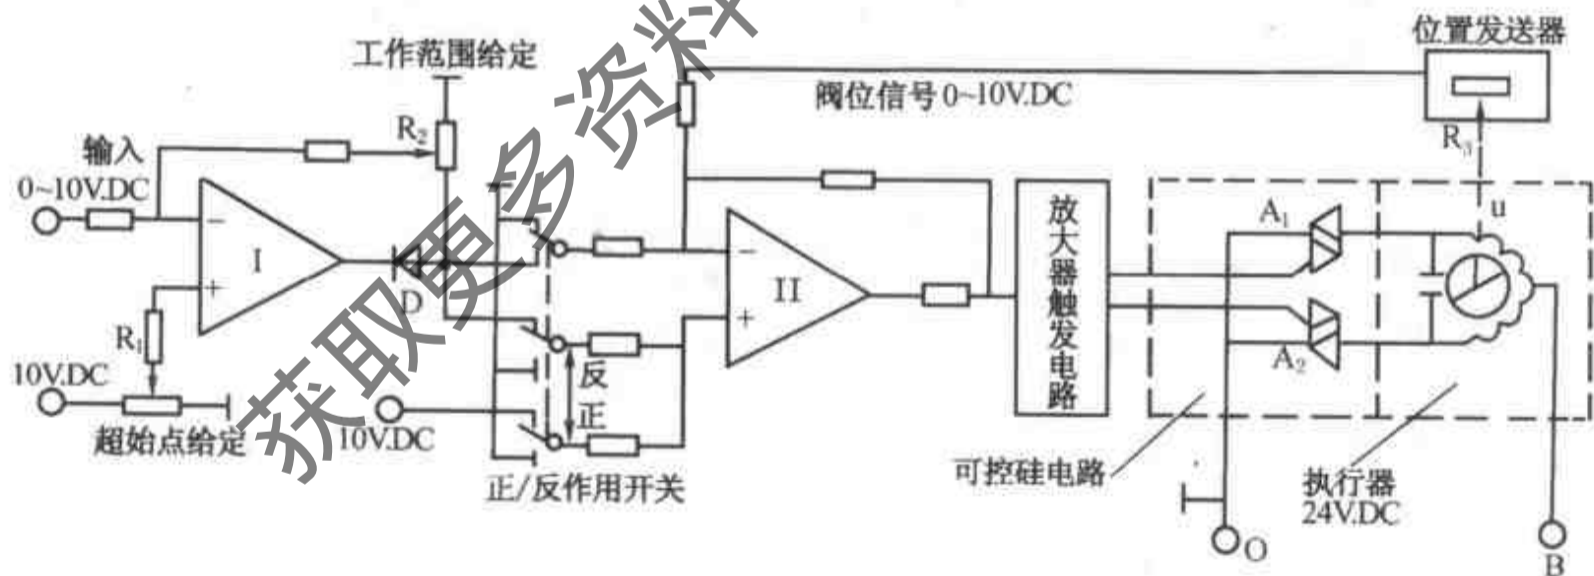 位置发送器
工作范围给定
阀位信号0~10V.DC
R₂
R₃
输入
0~10V.DC
I
D
R₁
10V.DC
超始点给定
10V.DC
反
正
正/反作用开关
II
放大器触发电路
A₁
A₂
u
可控硅电路
执行器
24V.DC
O
B
获取更多资料